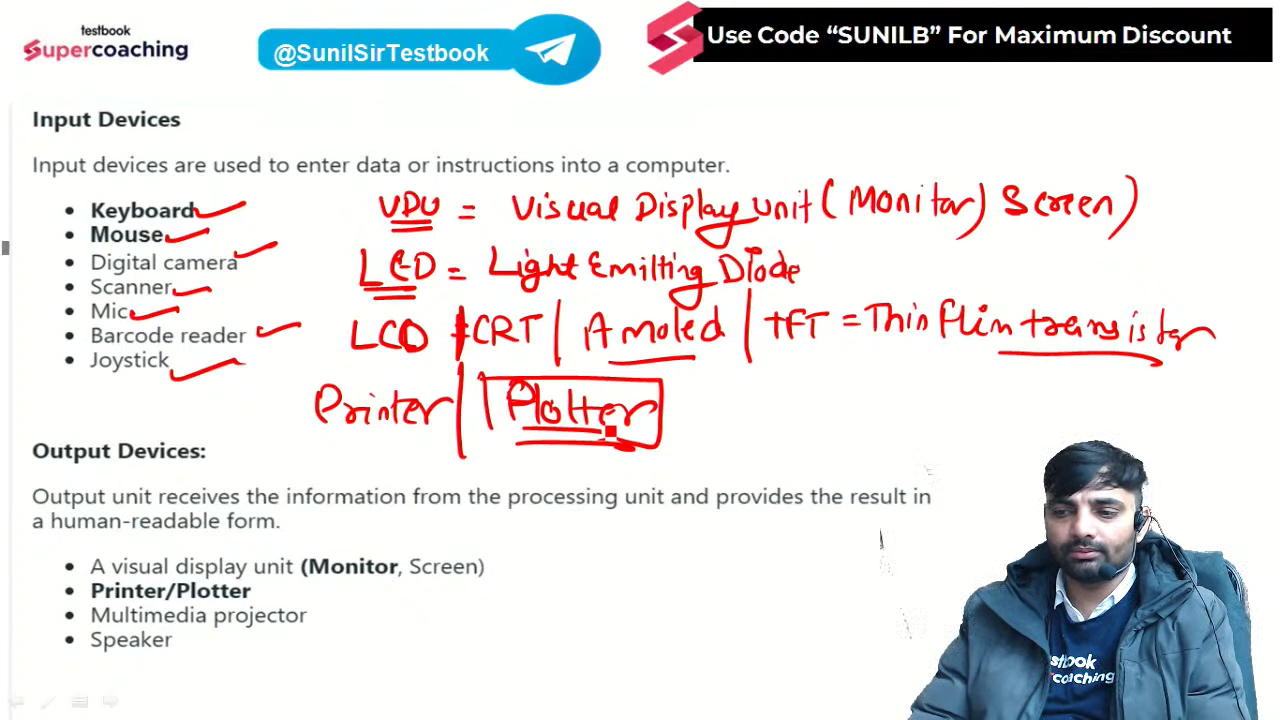 testbook
Supercoaching
@SunilSirTestbook
Use Code “SUNILB” For Maximum Discount
Input Devices
Input devices are used to enter data or instructions into a computer.
Keyboard
Mouse
Digital camera
Scanner
Mic
Barcode reader
Joystick
VDU = Visual Display unit (Monitor) Screen)
LED = Light Emilting Diode
LCD CRT | Amoled | TFT = Thin flim transistor
Printer | Plotter
Output Devices:
Output unit receives the information from the processing unit and provides the result in
a human-readable form.
A visual display unit (Monitor, Screen)
Printer/Plotter
Multimedia projector
Speaker
testbook
Supercoaching